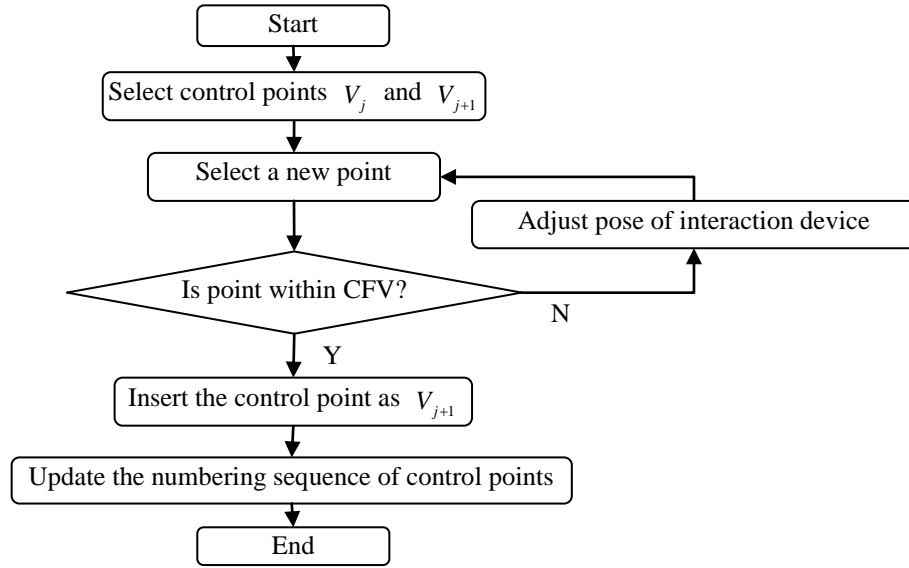 Start
Select control points V_j and V_{j+1}
Select a new point
Adjust pose of interaction device
Is point within CFV?
N
Y
Insert the control point as V_{j+1}
Update the numbering sequence of control points
End